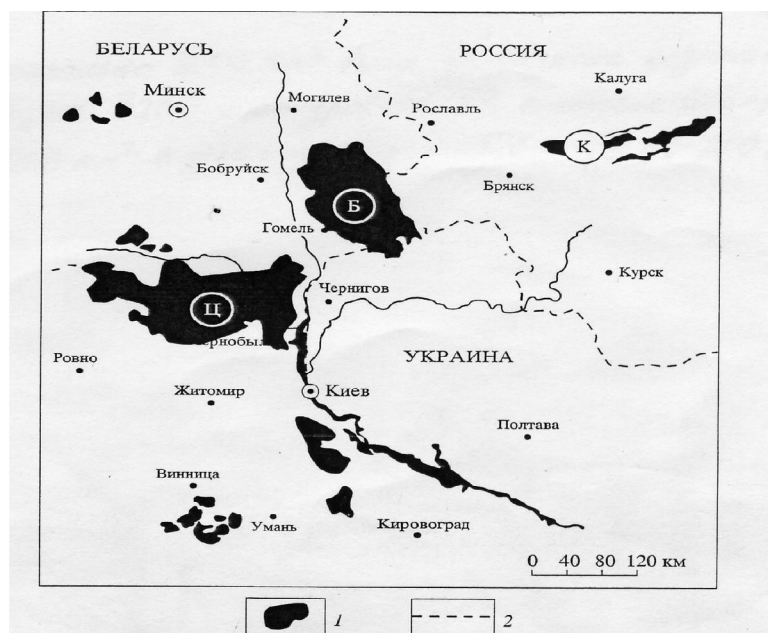 БЕЛАРУСЬ
РОССИЯ
Минск
Могилев
Рославль
Калуга
К
Бобруйск
Брянск
Б
Гомель
Курск
Чернигов
Ц
УКРАИНА
Ровно
Киев
Житомир
Полтава
Винница
Умань
Кировоград
0 40 80 120 км
1
2